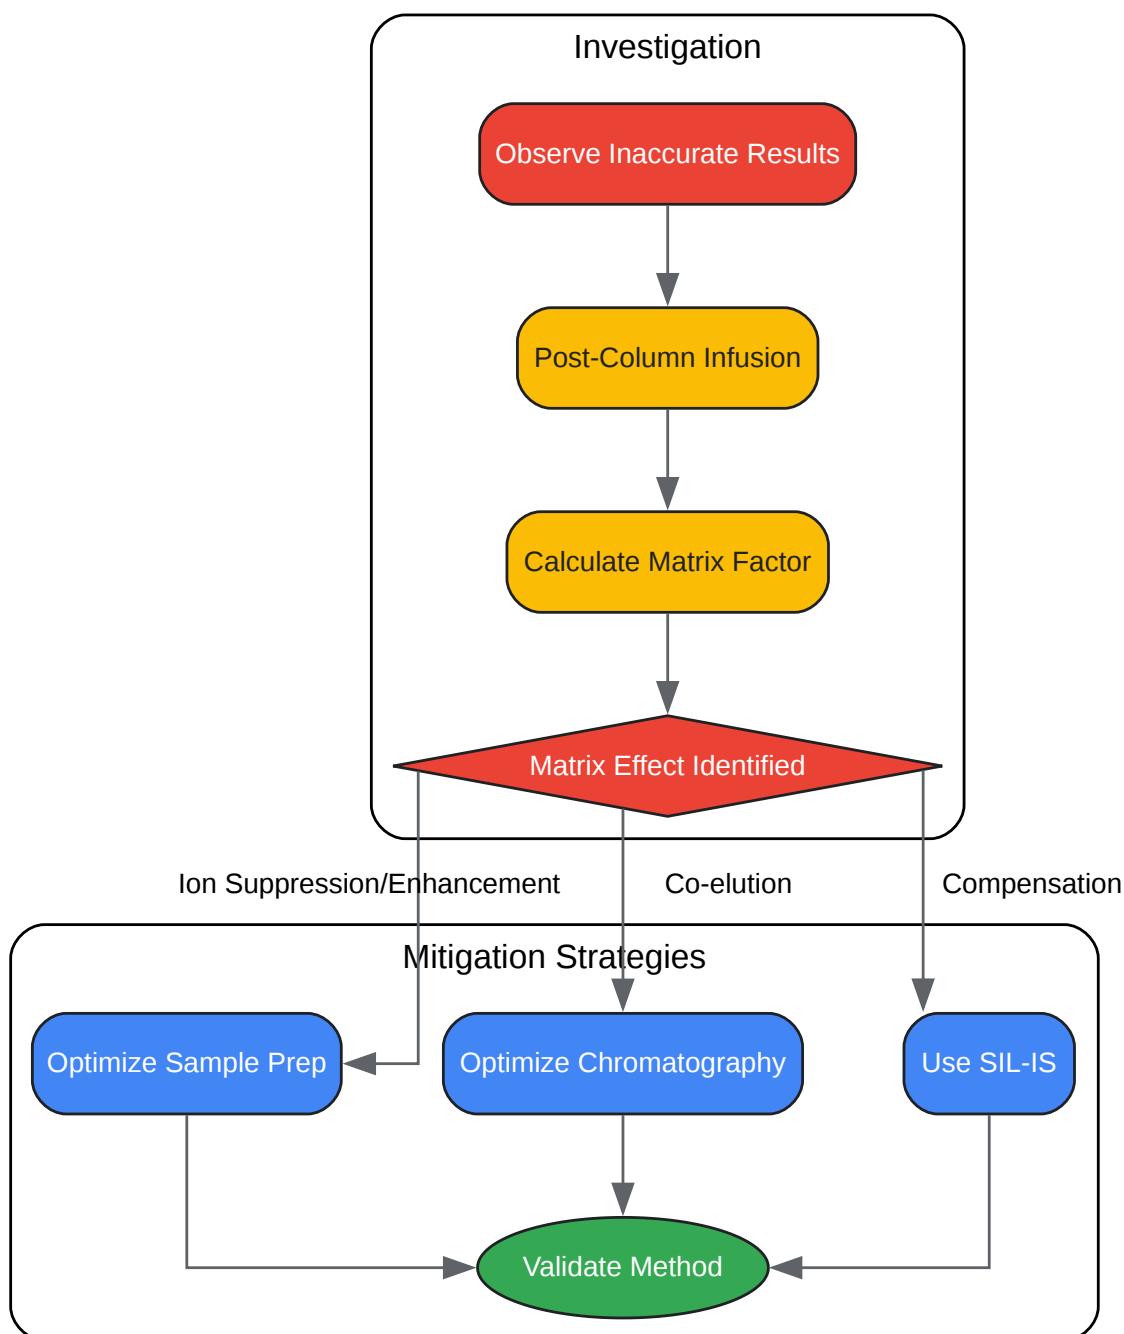 Investigation
Observe Inaccurate Results
Post-Column Infusion
Calculate Matrix Factor
Matrix Effect Identified
Ion Suppression/Enhancement
Co-elution
Compensation
Mitigation Strategies
Optimize Sample Prep
Optimize Chromatography
Use SIL-IS
Validate Method